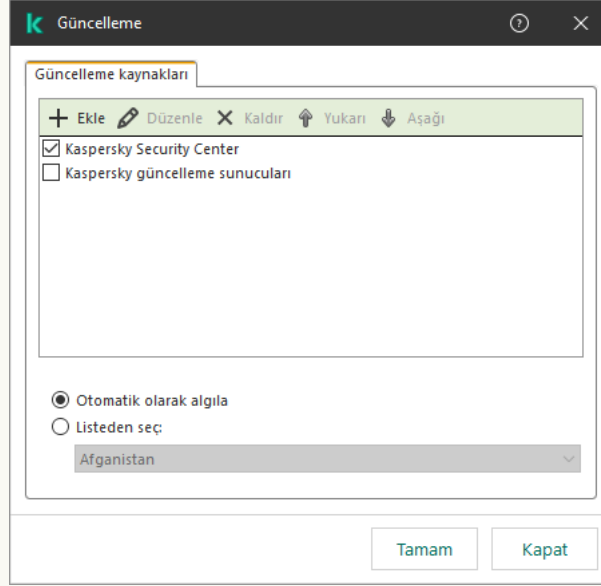 Güncelleme
Güncelleme kaynakları
Ekle Düzenle Kaldır Yukarı Aşağı
Kaspersky Security Center
Kaspersky güncelleme sunucuları
Otomatik olarak algıla
Listeden seç:
Afganistan
Tamam Kapat